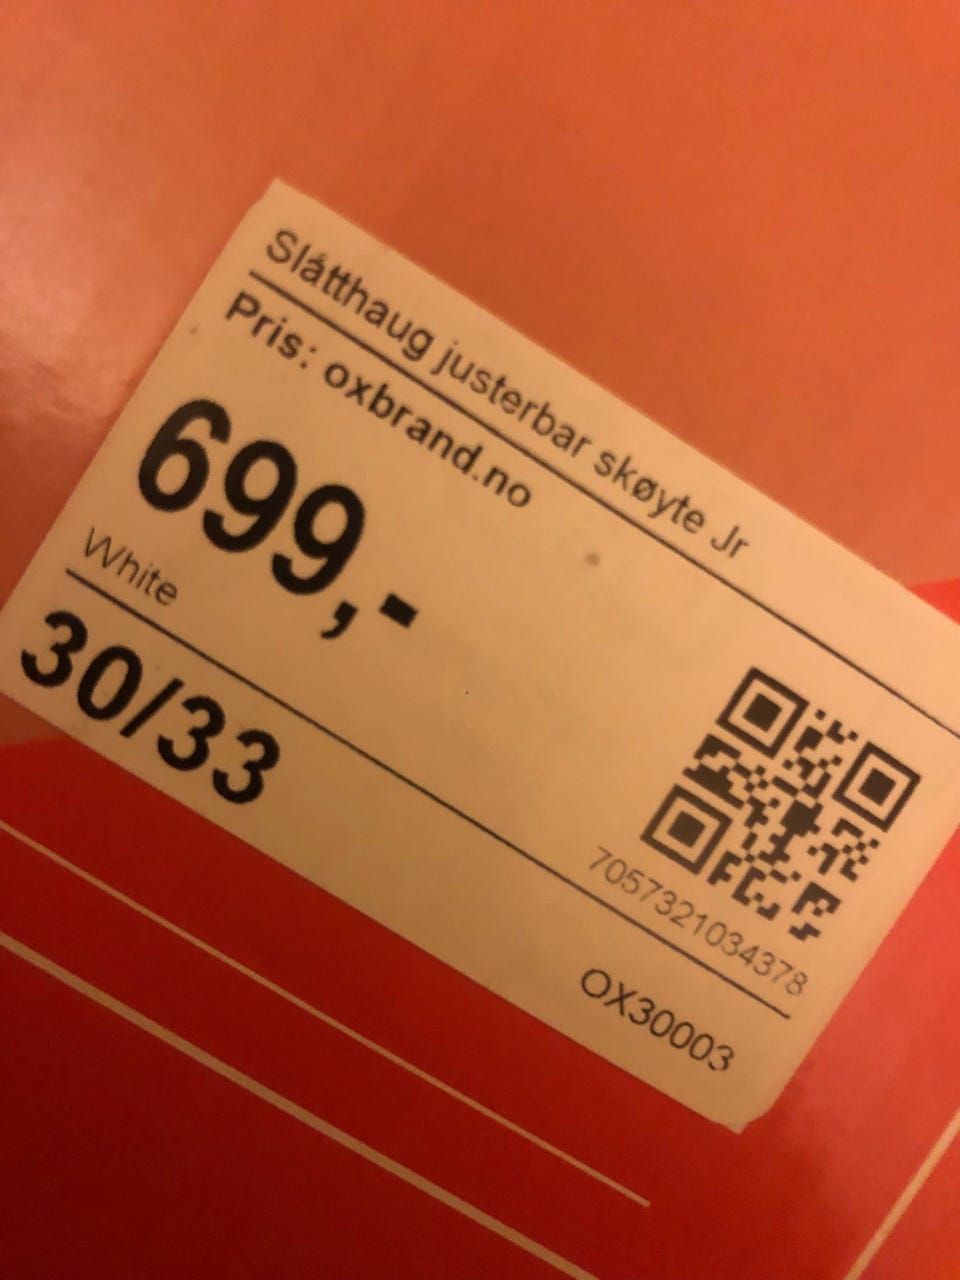 Slåtthaug justerbar skøyte Jr
Pris: oxbrand.no
699,-
White
30/33
7057321034378
OX30003